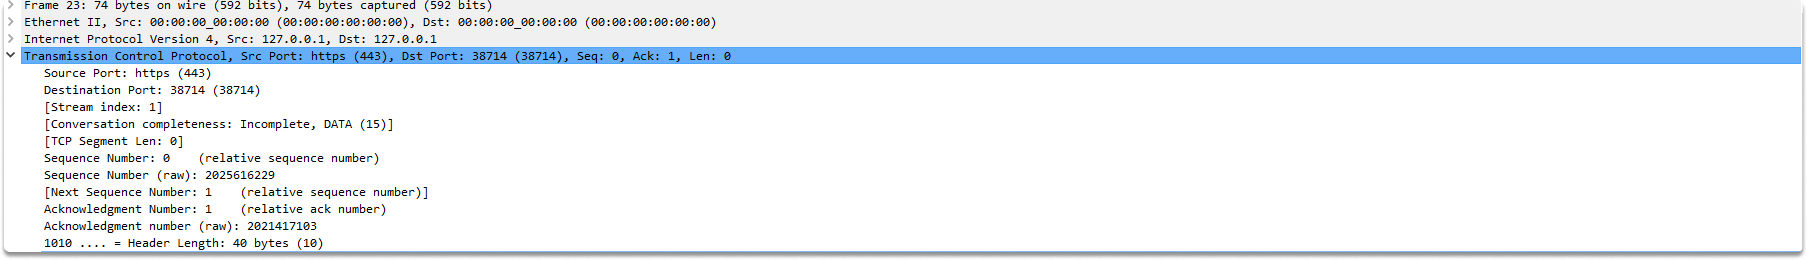 Frame 23: 74 bytes on wire (592 bits), 74 bytes captured (592 bits)
Ethernet II, Src: 00:00:00_00:00:00 (00:00:00:00:00:00), Dst: 00:00:00_00:00:00 (00:00:00:00:00:00)
Internet Protocol Version 4, Src: 127.0.0.1, Dst: 127.0.0.1
Transmission Control Protocol, Src Port: https (443), Dst Port: 38714 (38714), Seq: 0, Ack: 1, Len: 0
Source Port: https (443)
Destination Port: 38714 (38714)
[Stream index: 1]
[Conversation completeness: Incomplete, DATA (15)]
[TCP Segment Len: 0]
Sequence Number: 0    (relative sequence number)
Sequence Number (raw): 2025616229
[Next Sequence Number: 1    (relative sequence number)]
Acknowledgment Number: 1    (relative ack number)
Acknowledgment number (raw): 2021417103
1010 .... = Header Length: 40 bytes (10)